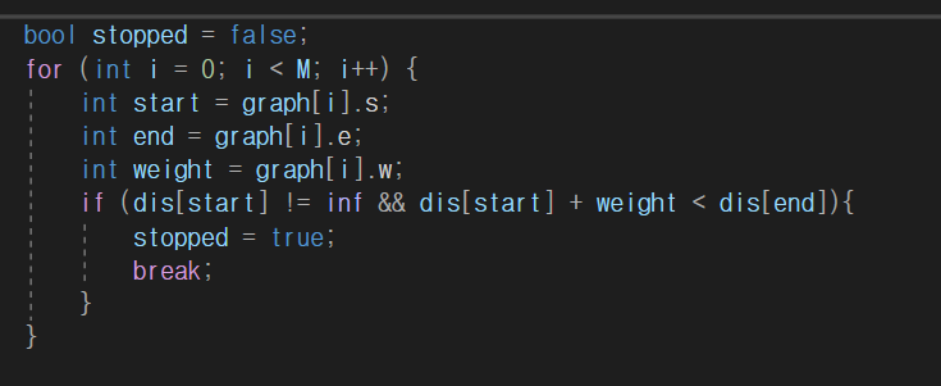 bool stopped = false;
for (int i = 0; i < M; i++) {
int start = graph[i].s;
int end = graph[i].e;
int weight = graph[i].w;
if (dis[start] != inf && dis[start] + weight < dis[end]){
stopped = true;
break;
}
}